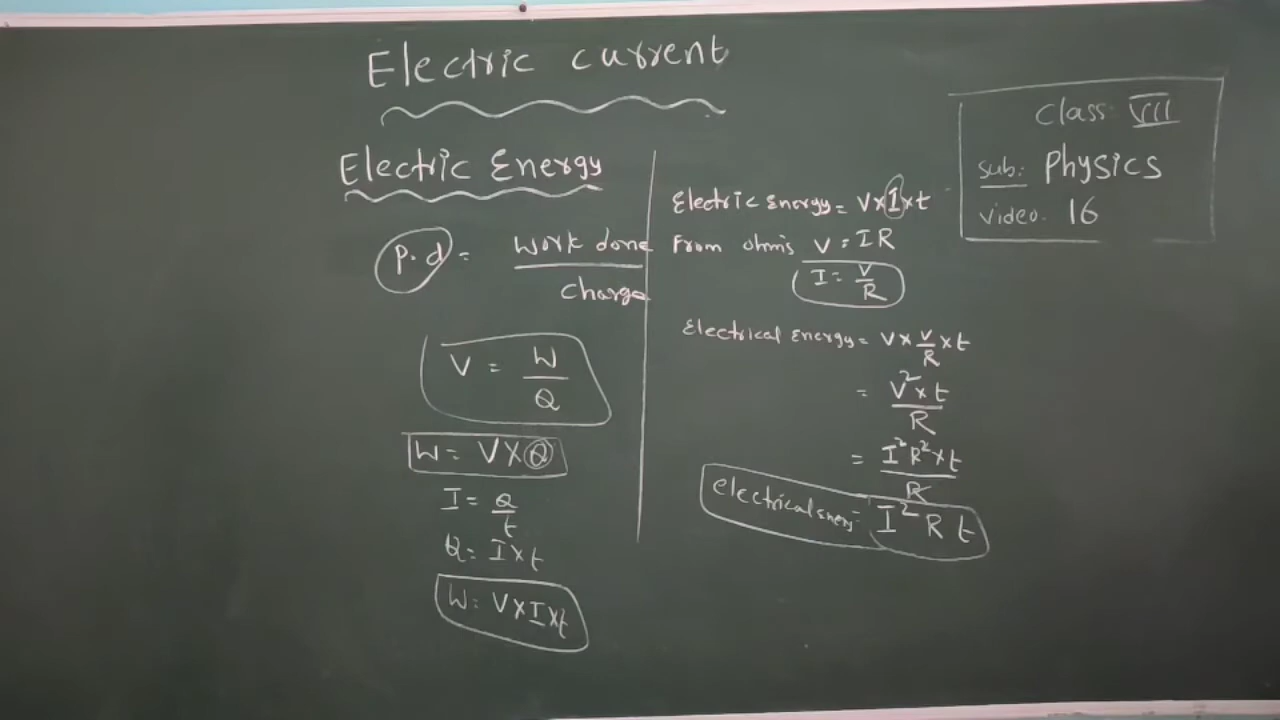 Electric current
Class: VIII
Sub: Physics
Video. 16
Electric Energy
P.d = Work done
Charge
V = W
Q
W = V×Q
I = Q
t
Q = I×t
W = V×I×t
Electric Energy = V×I×t
From ohm's V = IR
I = V
R
Electrical Energy = V × V × t
R
= V² × t
R
= I²R² × t
R
electrical energy = I² R t